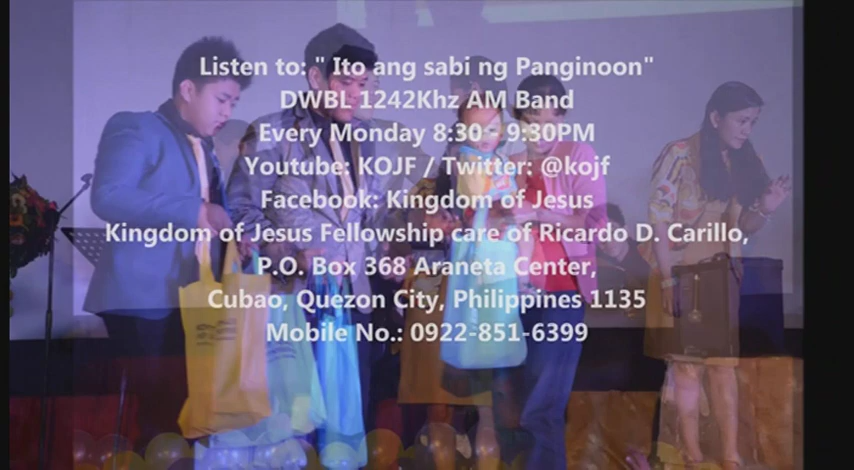 Listen to: " Ito ang sabi ng Panginoon"
DWBL 1242Khz AM Band
Every Monday 8:30 - 9:30PM
Youtube: KOJF / Twitter: @kojf
Facebook: Kingdom of Jesus
Kingdom of Jesus Fellowship care of Ricardo D. Carillo,
P.O. Box 368 Araneta Center,
Cubao, Quezon City, Philippines 1135
Mobile No.: 0922-851-6399